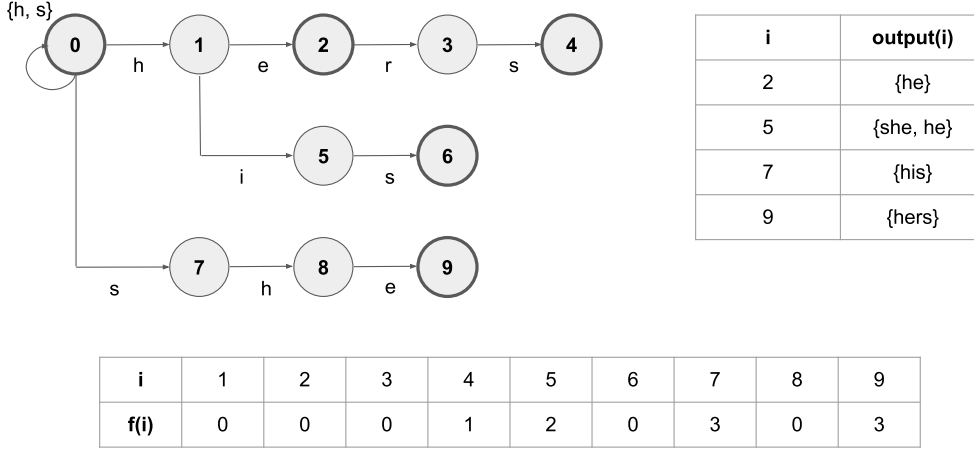 {h, s}
0 1 2 3 4
h e r s
5 6
i s
7 8 9
s h e
i output(i)
2 {he}
5 {she, he}
7 {his}
9 {hers}
i 1 2 3 4 5 6 7 8 9
f(i) 0 0 0 1 2 0 3 0 3